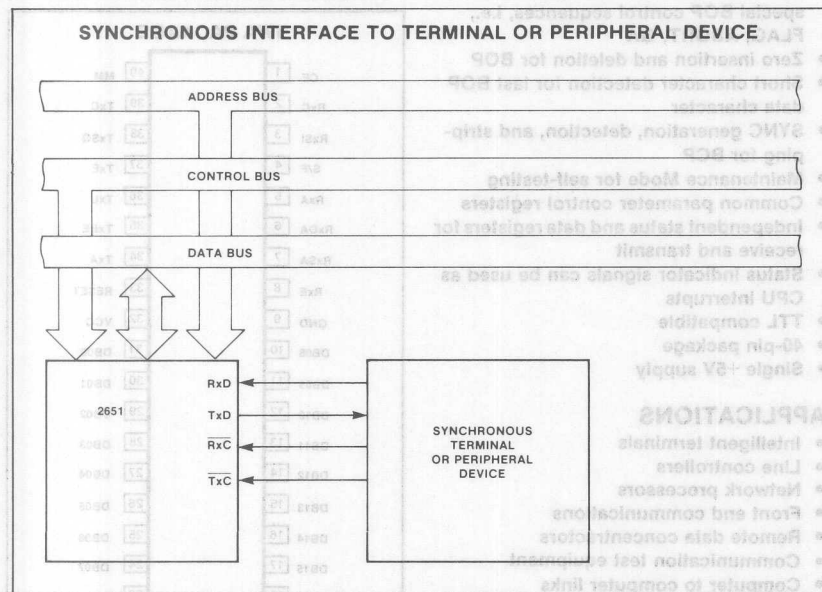 SYNCHRONOUS INTERFACE TO TERMINAL OR PERIPHERAL DEVICE
ADDRESS BUS
CONTROL BUS
DATA BUS
2651
RxD
TxD
R̅x̅C̅
T̅x̅C̅
SYNCHRONOUS
TERMINAL
OR PERIPHERAL
DEVICE
special BOP control sequences, i.e.,
FLAG,
Zero insertion and deletion for BOP
Short character detection for last BOP
data character
SYNC generation, detection, and strip-
ping for BCP
Maintenance Mode for self-testing
Common parameter control registers
Independent status and data registers for
receive and transmit
Status indicator signals can be used as
CPU interrupts
TTL compatible
40-pin package
Single +5V supply
APPLICATIONS
Intelligent terminals
Line controllers
Network processors
Front end communications
Remote data concentrators
Communication test equipment
Computer to computer links